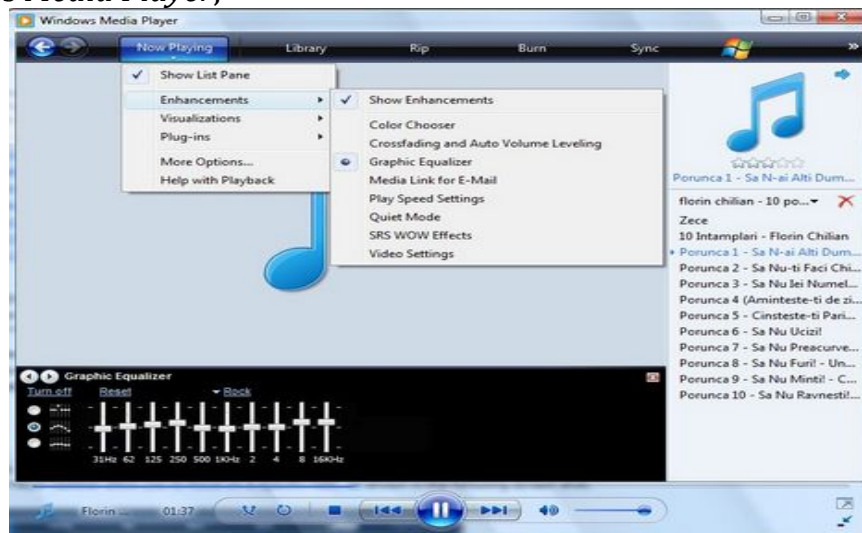 Windows Media Player
Now Playing Library Rip Burn Sync
Show List Pane
Enhancements
Visualizations
Plug-ins
More Options...
Help with Playback
Show Enhancements
Color Chooser
Crossfading and Auto Volume Leveling
Graphic Equalizer
Media Link for E-Mail
Play Speed Settings
Quiet Mode
SRS WOW Effects
Video Settings
Porunca 1 - Sa N-ai Alti Dum...
florin chilian - 10 po...
Zece
10 Intamplari - Florin Chilian
Porunca 1 - Sa N-ai Alti Dum...
Porunca 2 - Sa Nu-ti Faci Chi...
Porunca 3 - Sa Nu Iei Numel...
Porunca 4 (Aminteste-ti de zi...
Porunca 5 - Cinsteste-ti Pari...
Porunca 6 - Sa Nu Ucizi!
Porunca 7 - Sa Nu Preacurve...
Porunca 8 - Sa Nu Furi! - Un...
Porunca 9 - Sa Nu Minti! - C...
Porunca 10 - Sa Nu Ravnesti!...
Graphic Equalizer
Turn off Reset Rock
31Hz 62 125 250 500 1KHz 2 4 8 16KHz
Florin ... 01:37